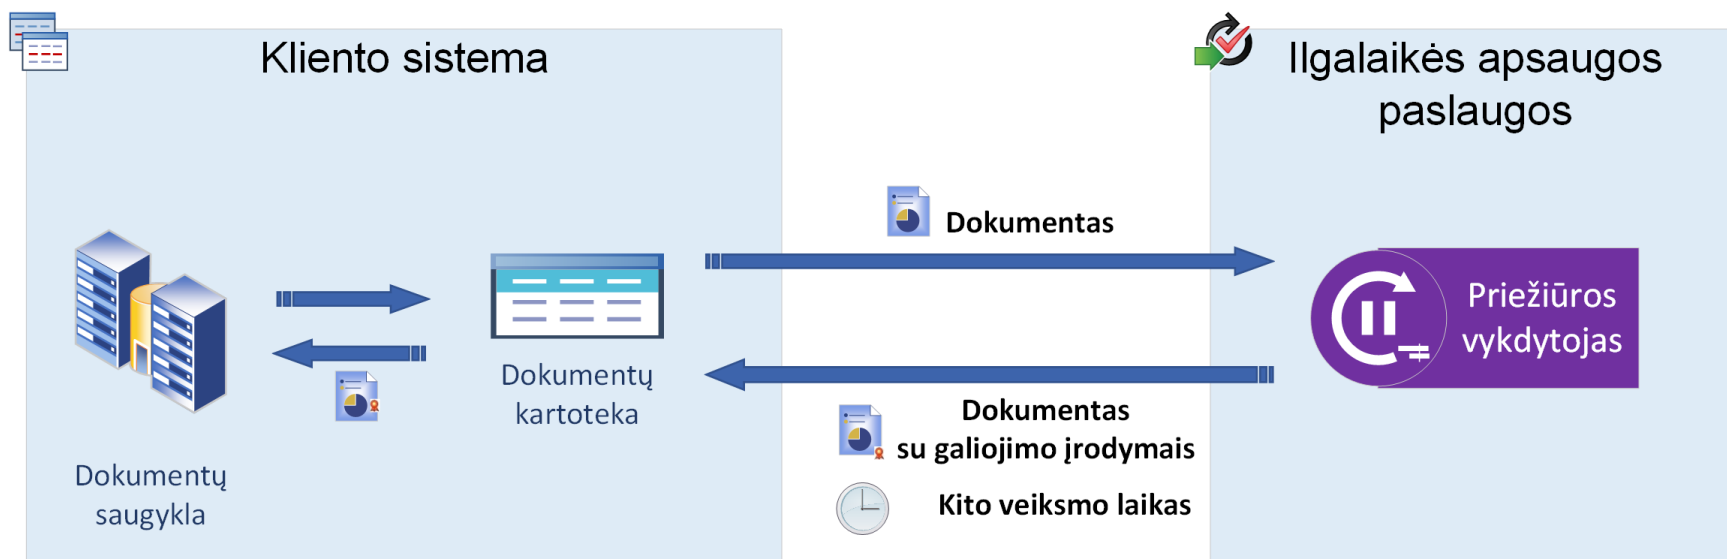 Kliento sistema
Ilgalaikės apsaugos
paslaugos
Dokumentas
Priežiūros
vykdytojas
Dokumentų
kartoteka
Dokumentas
su galiojimo įrodymais
Dokumentų
saugykla
Kito veiksmo laikas